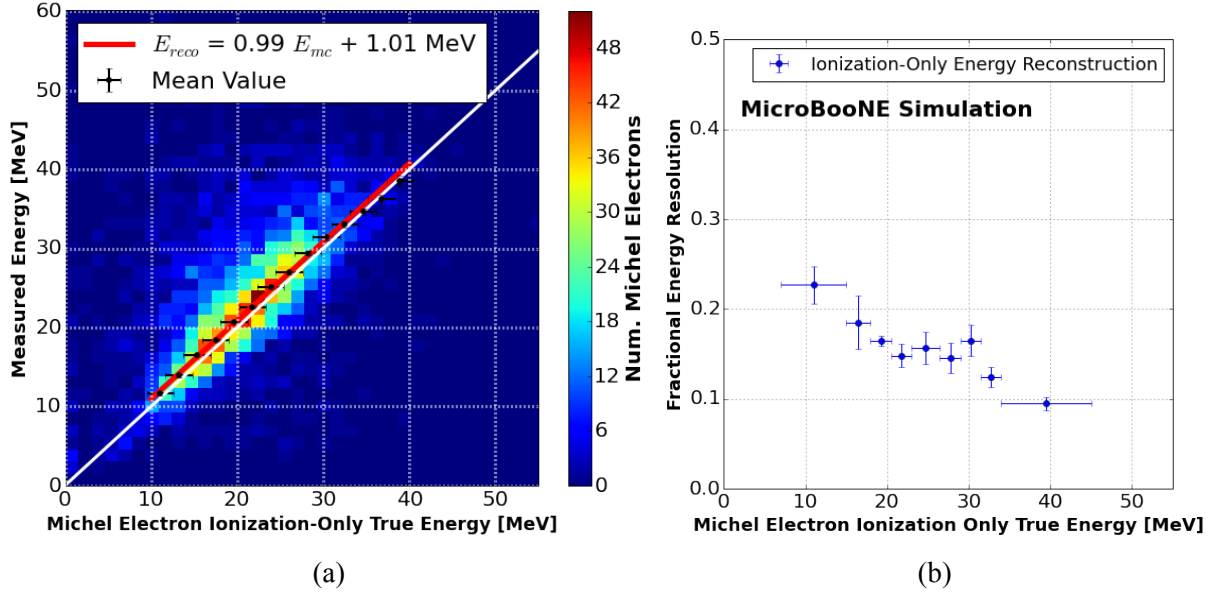 E_reco = 0.99 E_mc + 1.01 MeV
Mean Value
Measured Energy [MeV]
60
50
40
30
20
10
0
0 10 20 30 40 50
Michel Electron Ionization-Only True Energy [MeV]
48
42
36
30
24
18
12
6
0
Num. Michel Electrons
(a)
Ionization-Only Energy Reconstruction
MicroBooNE Simulation
Fractional Energy Resolution
0.5
0.4
0.3
0.2
0.1
0.0
0 10 20 30 40 50
Michel Electron Ionization Only True Energy [MeV]
(b)